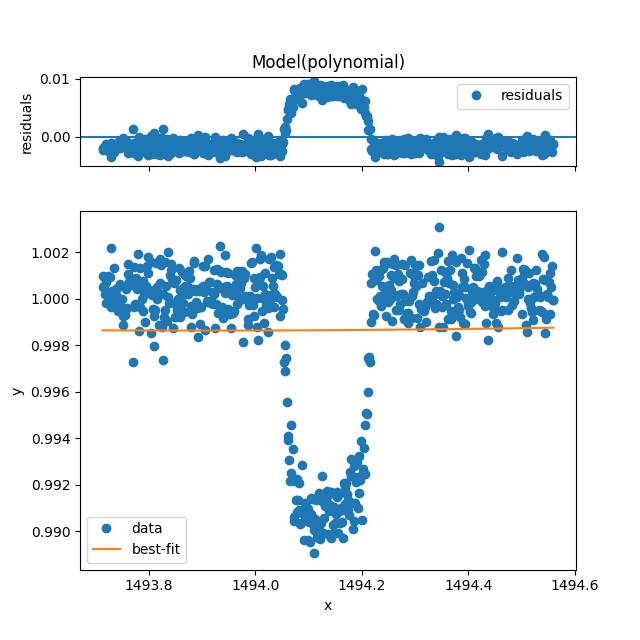 Model(polynomial)
0.01
0.00
residuals
residuals
1.002
1.000
0.998
0.996
0.994
0.992
0.990
y
data
best-fit
1493.8 1494.0 1494.2 1494.4 1494.6
x